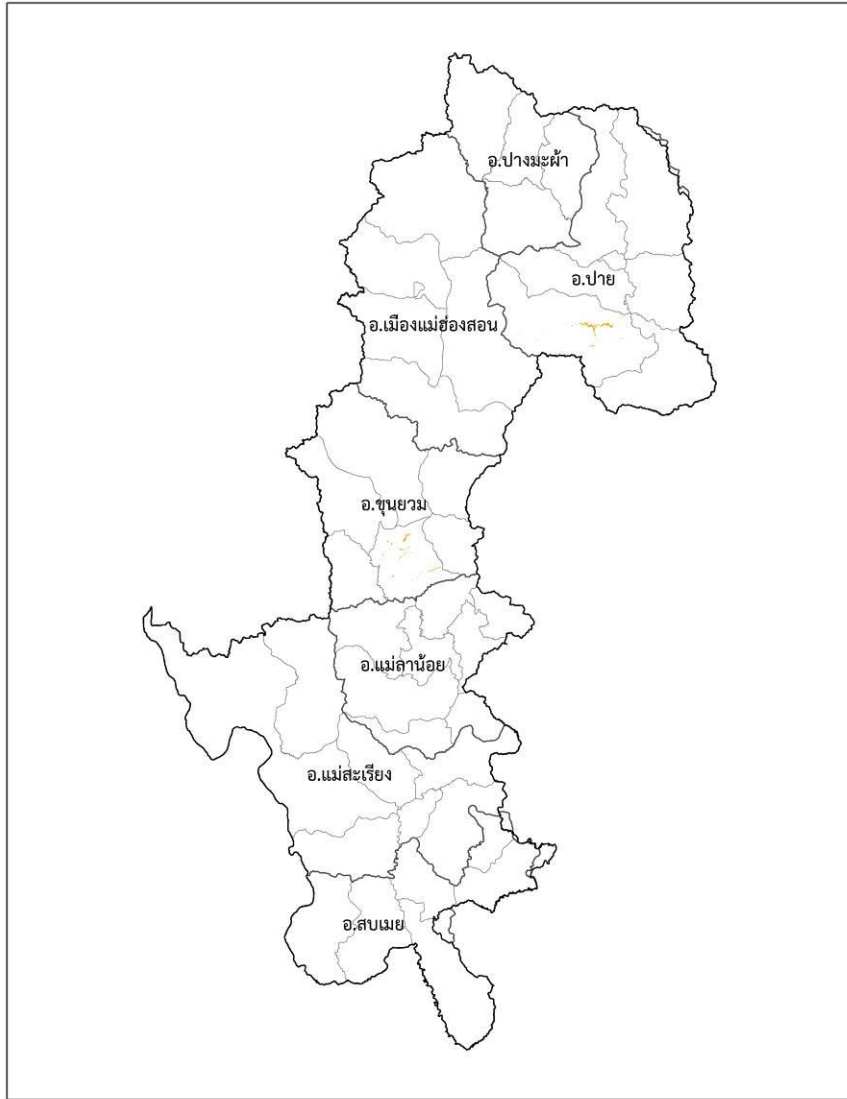 อ.ปางมะผ้า
อ.ปาย
อ.เมืองแม่ฮ่องสอน
อ.ขุนยวม
อ.แม่ลาน้อย
อ.แม่สะเรียง
อ.สบเมย